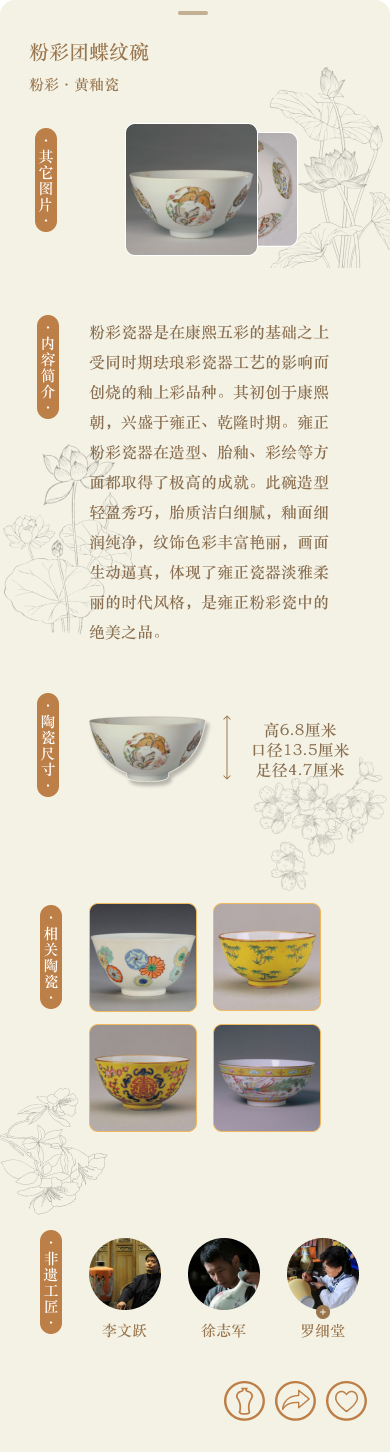 粉彩团蝶纹碗
粉彩·黄釉瓷
·其它图片·
·内容简介·
粉彩瓷器是在康熙五彩的基础之上
受同时期珐琅彩瓷器工艺的影响而
创烧的釉上彩品种。其初创于康熙
朝，兴盛于雍正、乾隆时期。雍正
粉彩瓷器在造型、胎釉、彩绘等方
面都取得了极高的成就。此碗造型
轻盈秀巧，胎质洁白细腻，釉面细
润纯净，纹饰色彩丰富艳丽，画面
生动逼真，体现了雍正瓷器淡雅柔
丽的时代风格，是雍正粉彩瓷中的
绝美之品。
·陶瓷尺寸·
高6.8厘米
口径13.5厘米
足径4.7厘米
·相关陶瓷·
·非遗工匠·
李文跃
徐志军
罗细堂